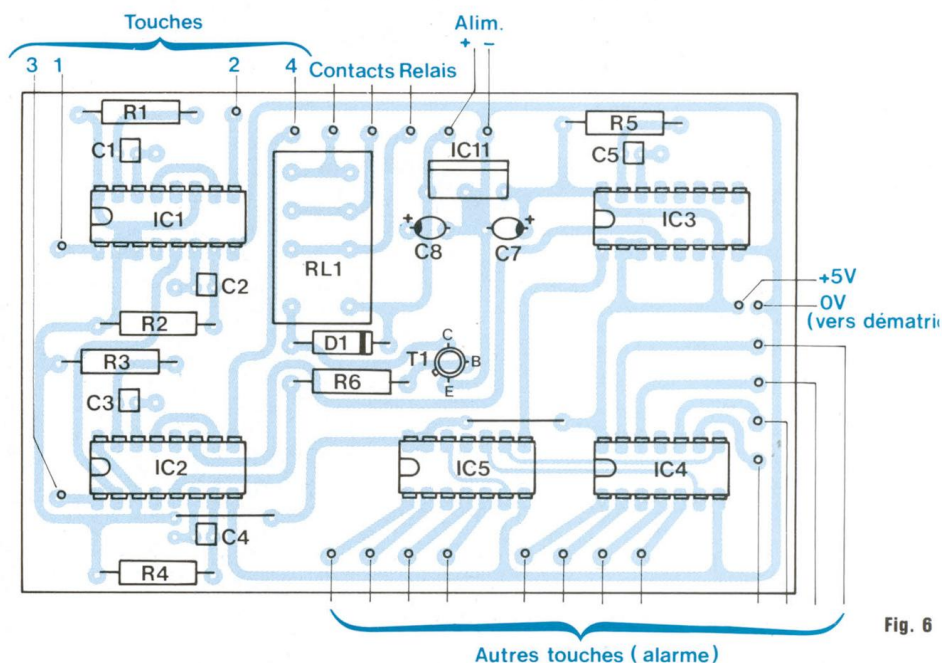 Touches
Alim.
+ −
3 1 2 4 Contacts Relais
R1
R5
C1
IC11
C5
IC1
+ C8
C7 +
IC3
RL1
C2
+5V
0V
(vers dématri
R2
D1
T1 C B E
R3
R6
C3
IC2
IC5
IC4
C4
R4
Fig. 6
Autres touches ( alarme )